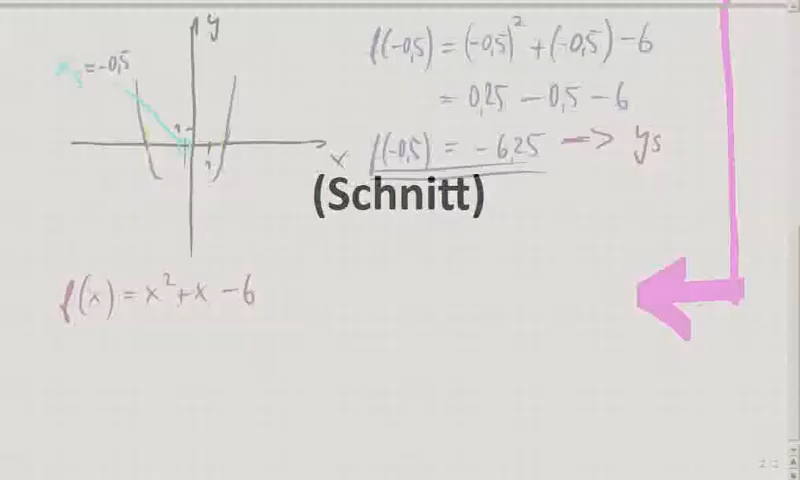 y
x_s = -0,5
f(-0,5) = (-0,5)² + (-0,5) - 6
= 0,25 - 0,5 - 6
f(-0,5) = -6,25 => ys
1
1
x
(Schnitt)
f(x) = x² + x - 6